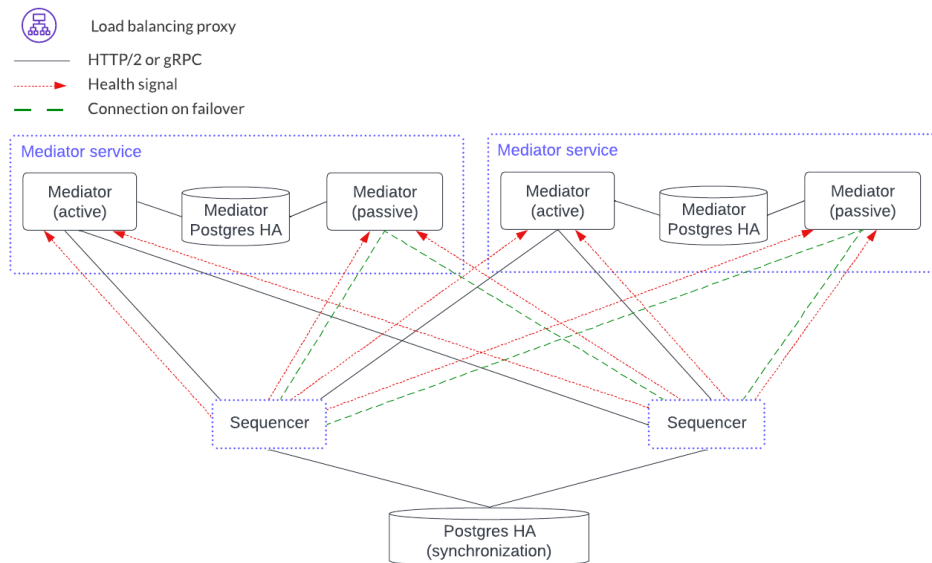 Load balancing proxy
HTTP/2 or gRPC
Health signal
Connection on failover
Mediator service
Mediator
(active)
Mediator
Postgres HA
Mediator
(passive)
Mediator service
Mediator
(active)
Mediator
Postgres HA
Mediator
(passive)
Sequencer
Sequencer
Postgres HA
(synchronization)